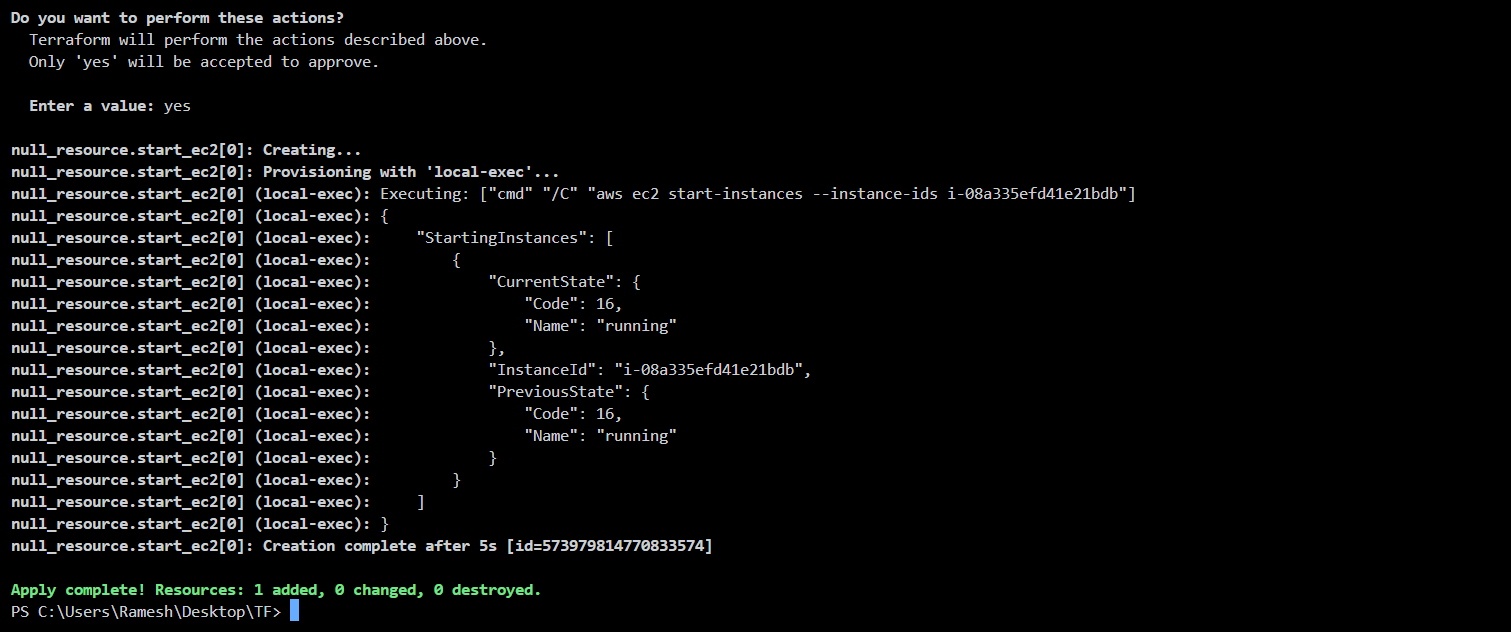 Do you want to perform these actions?
  Terraform will perform the actions described above.
  Only 'yes' will be accepted to approve.

  Enter a value: yes

null_resource.start_ec2[0]: Creating...
null_resource.start_ec2[0]: Provisioning with 'local-exec'...
null_resource.start_ec2[0] (local-exec): Executing: ["cmd" "/C" "aws ec2 start-instances --instance-ids i-08a335efd41e21bdb"]
null_resource.start_ec2[0] (local-exec): {
null_resource.start_ec2[0] (local-exec):     "StartingInstances": [
null_resource.start_ec2[0] (local-exec):         {
null_resource.start_ec2[0] (local-exec):             "CurrentState": {
null_resource.start_ec2[0] (local-exec):                 "Code": 16,
null_resource.start_ec2[0] (local-exec):                 "Name": "running"
null_resource.start_ec2[0] (local-exec):             },
null_resource.start_ec2[0] (local-exec):             "InstanceId": "i-08a335efd41e21bdb",
null_resource.start_ec2[0] (local-exec):             "PreviousState": {
null_resource.start_ec2[0] (local-exec):                 "Code": 16,
null_resource.start_ec2[0] (local-exec):                 "Name": "running"
null_resource.start_ec2[0] (local-exec):             }
null_resource.start_ec2[0] (local-exec):         }
null_resource.start_ec2[0] (local-exec):     ]
null_resource.start_ec2[0] (local-exec): }
null_resource.start_ec2[0]: Creation complete after 5s [id=573979814770833574]

Apply complete! Resources: 1 added, 0 changed, 0 destroyed.
PS C:\Users\Ramesh\Desktop\TF>